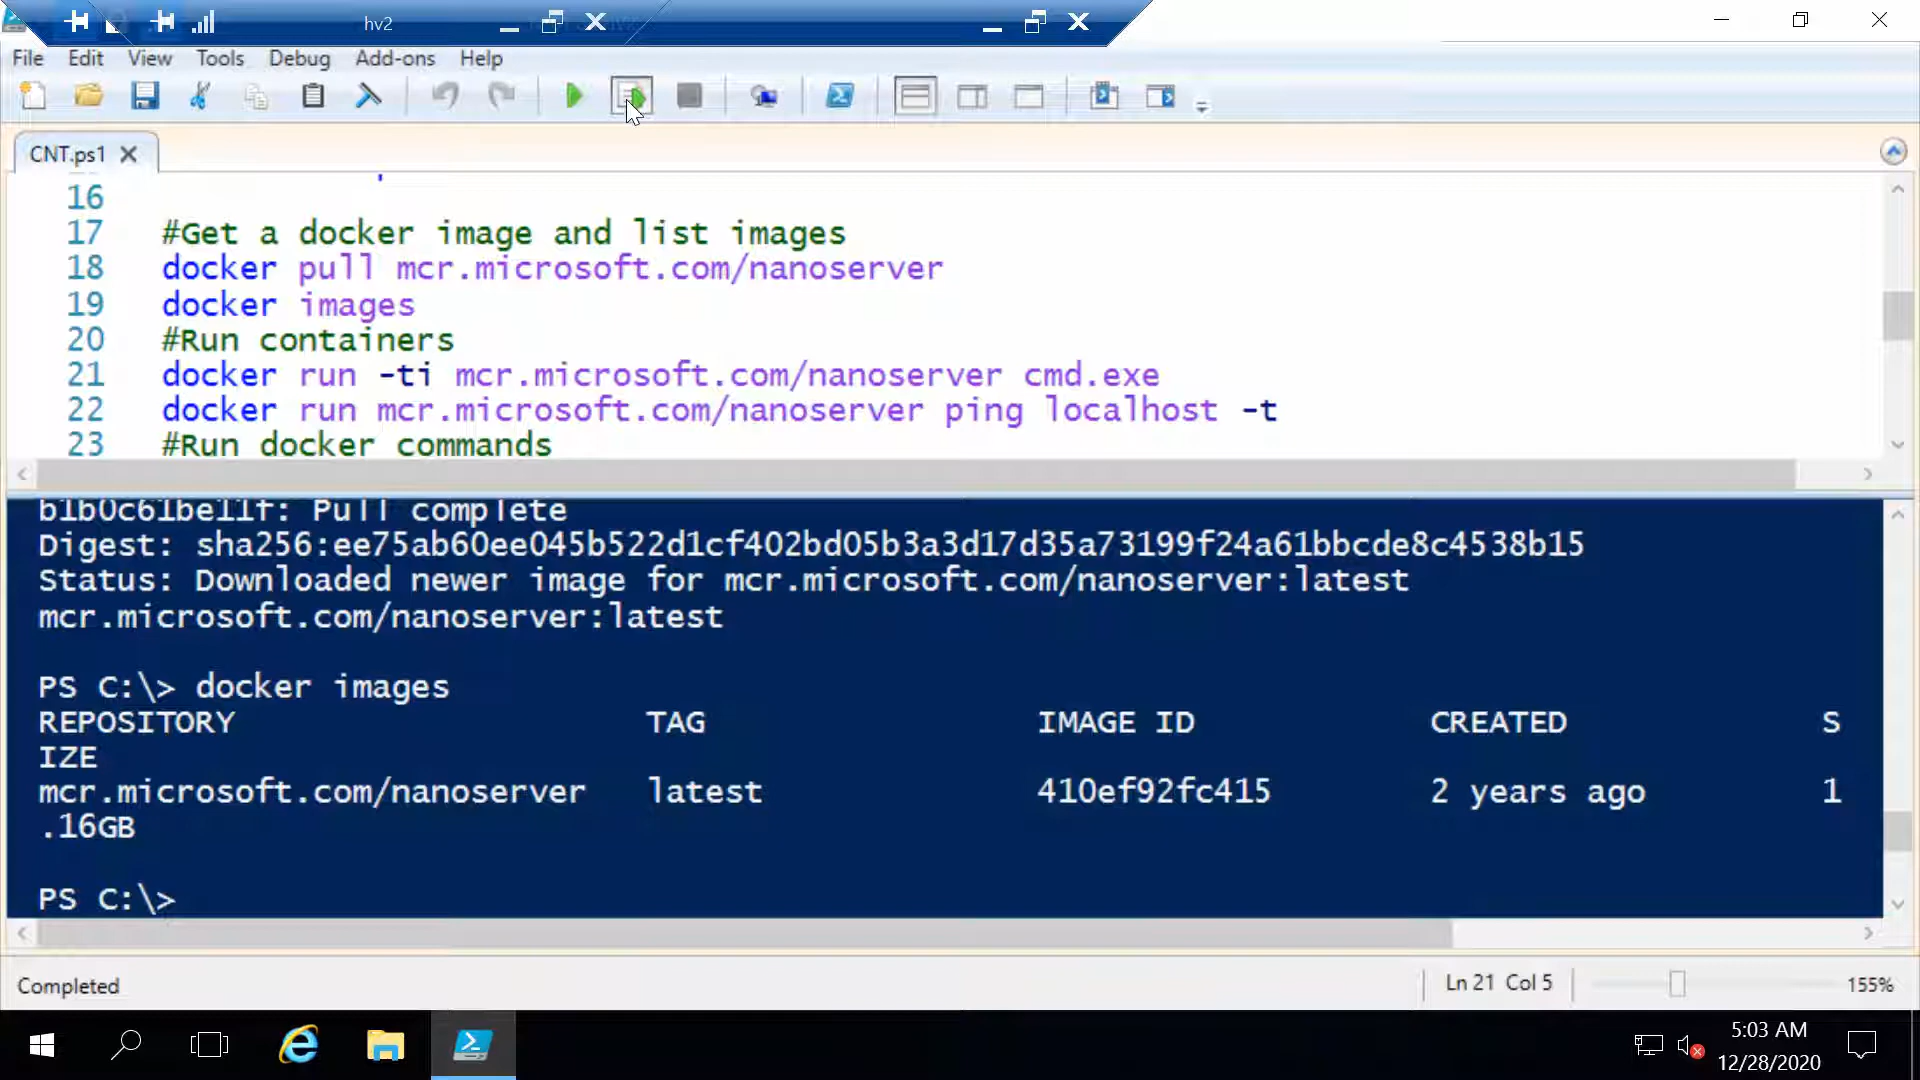 hv2
File Edit View Tools Debug Add-ons Help
CNT.ps1
16
17 #Get a docker image and list images
18 docker pull mcr.microsoft.com/nanoserver
19 docker images
20 #Run containers
21 docker run -ti mcr.microsoft.com/nanoserver cmd.exe
22 docker run mcr.microsoft.com/nanoserver ping localhost -t
23 #Run docker commands
b1b0c61be11f: Pull complete
Digest: sha256:ee75ab60ee045b522d1cf402bd05b3a3d17d35a73199f24a61bbcde8c4538b15
Status: Downloaded newer image for mcr.microsoft.com/nanoserver:latest
mcr.microsoft.com/nanoserver:latest
PS C:\> docker images
REPOSITORY TAG IMAGE ID CREATED S
IZE
mcr.microsoft.com/nanoserver latest 410ef92fc415 2 years ago 1
.16GB
PS C:\>
Completed Ln 21 Col 5 155%
5:03 AM
12/28/2020